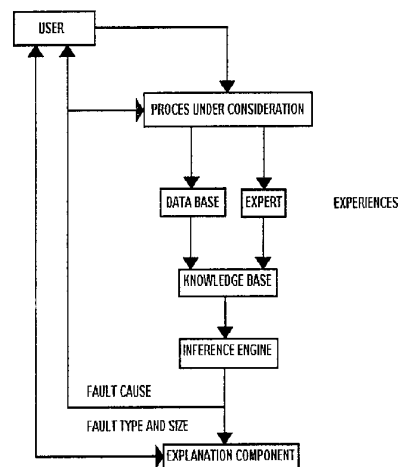 USER
PROCES UNDER CONSIDERATION
DATA BASE
EXPERT
EXPERIENCES
KNOWLEDGE BASE
INFERENCE ENGINE
FAULT CAUSE
FAULT TYPE AND SIZE
EXPLANATION COMPONENT